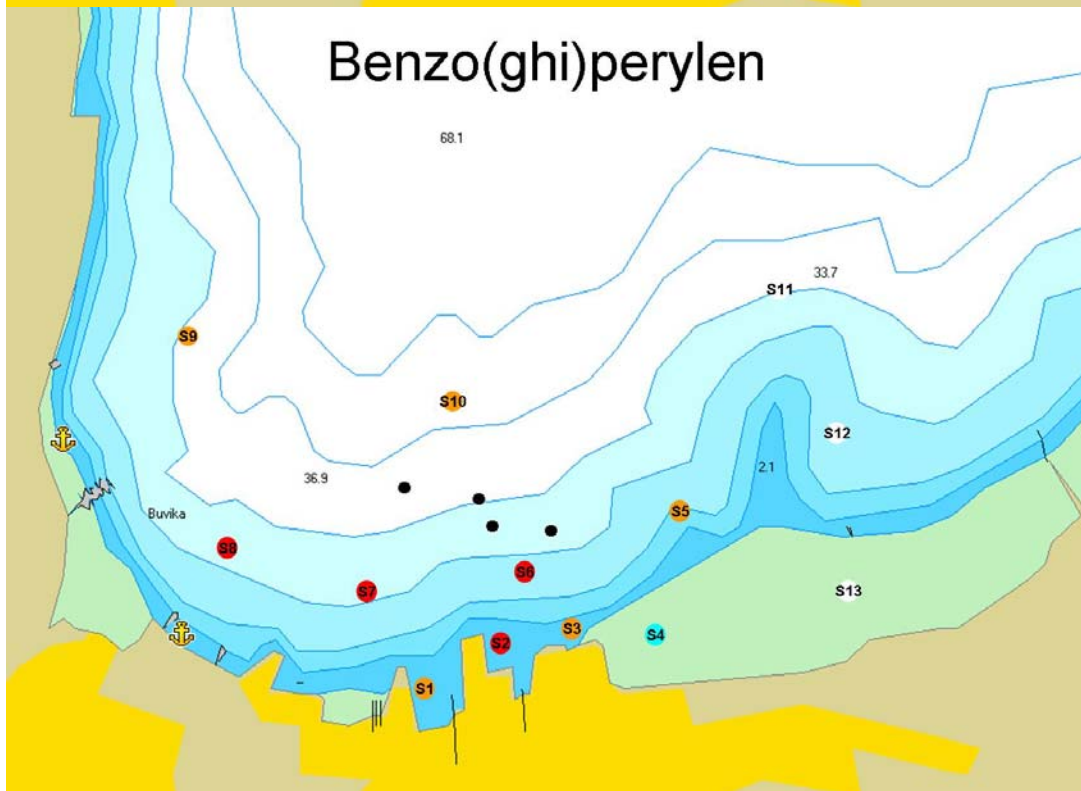 Benzo(ghi)perylen
68.1
33.7
S11
S9
S10
S12
2.1
36.9
Buvika
S5
S8
S6
S7
S13
S3
S4
S2
S1